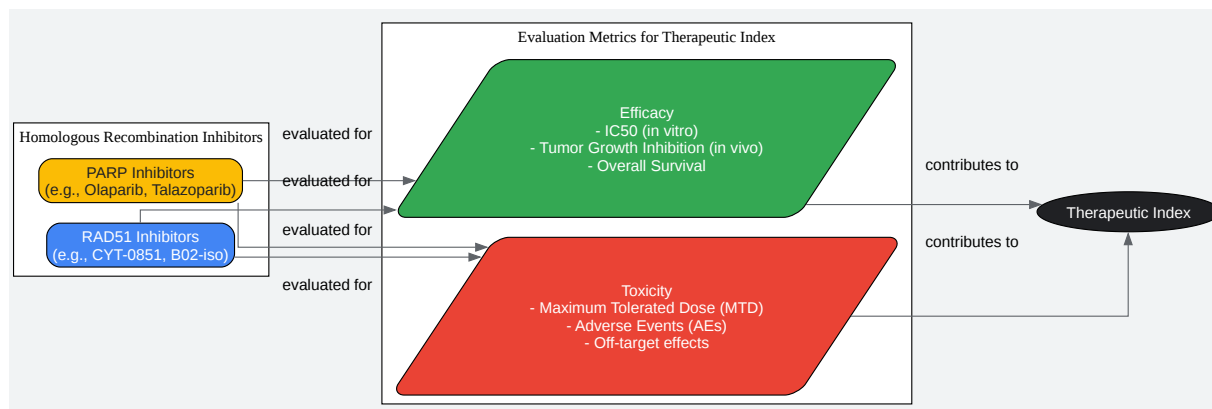 Evaluation Metrics for Therapeutic Index
Efficacy
- IC50 (in vitro)
- Tumor Growth Inhibition (in vivo)
- Overall Survival
Homologous Recombination Inhibitors
PARP Inhibitors
(e.g., Olaparib, Talazoparib)
RAD51 Inhibitors
(e.g., CYT-0851, B02-iso)
evaluated for
evaluated for
evaluated for
evaluated for
contributes to
contributes to
Therapeutic Index
Toxicity
- Maximum Tolerated Dose (MTD)
- Adverse Events (AEs)
- Off-target effects